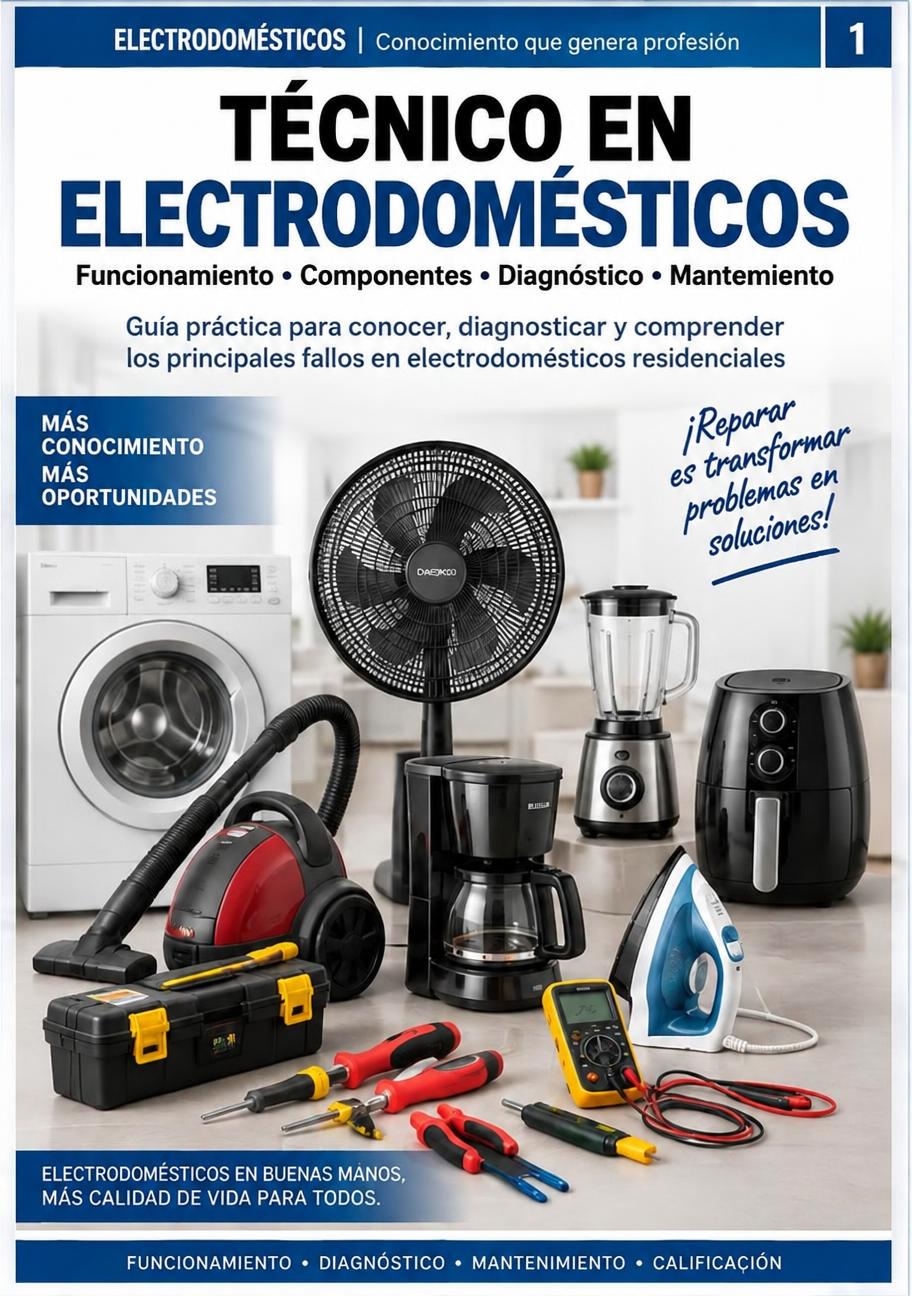 ELECTRODOMÉSTICOS | Conocimiento que genera profesión
1
TÉCNICO EN
ELECTRODOMÉSTICOS
Funcionamiento • Componentes • Diagnóstico • Mantemiento
Guía práctica para conocer, diagnosticar y comprender
los principales fallos en electrodomésticos residenciales
MÁS
CONOCIMIENTO
MÁS
OPORTUNIDADES
¡Reparar
es transformar
problemas en
soluciones!
ELECTRODOMÉSTICOS EN BUENAS MANOS,
MÁS CALIDAD DE VIDA PARA TODOS.
FUNCIONAMIENTO • DIAGNÓSTICO • MANTENIMIENTO • CALIFICAÇIÓN